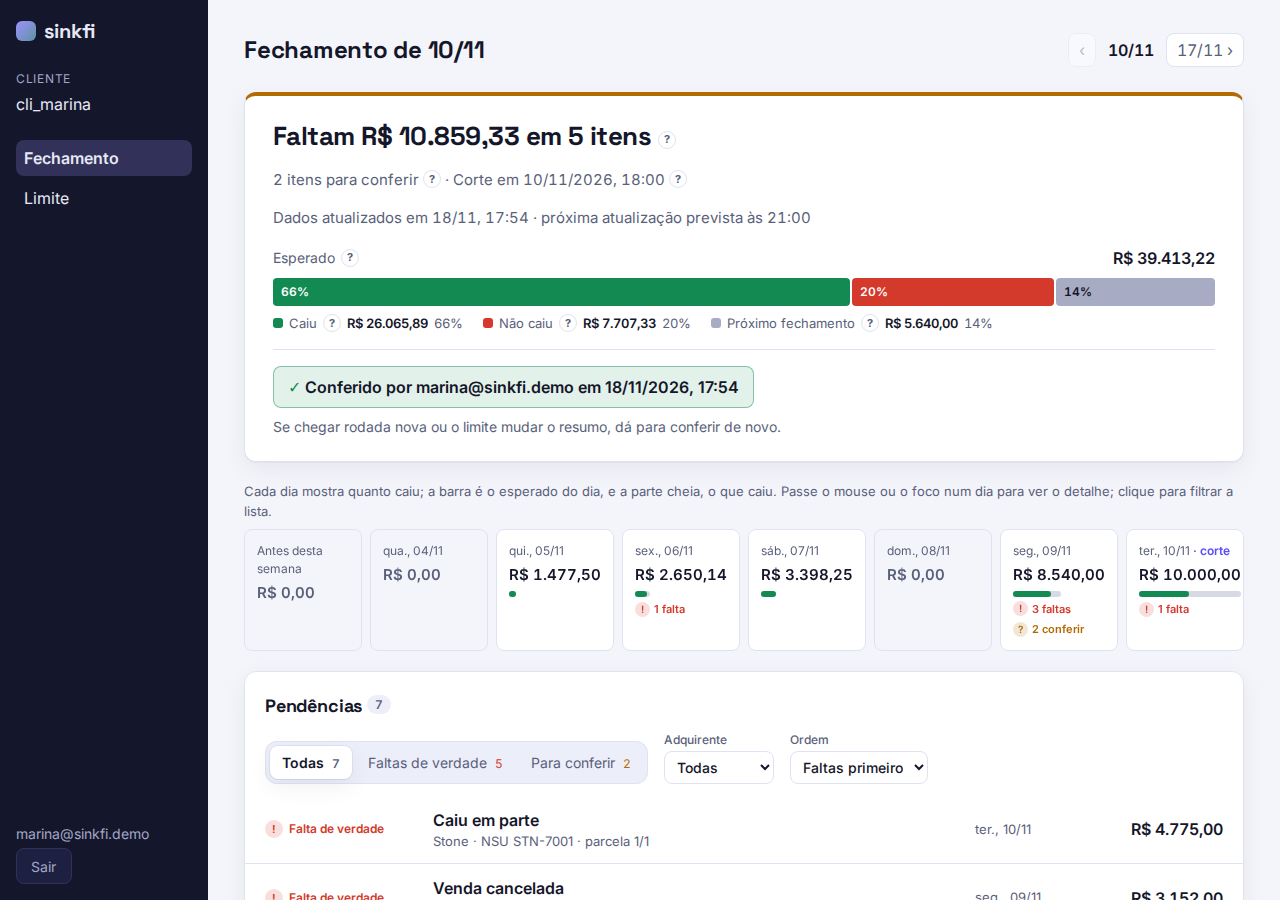 sinkfi
CLIENTE
cli_marina
Fechamento
Limite
marina@sinkfi.demo
Sair
Fechamento de 10/11
‹ 10/11 17/11 ›
Faltam R$ 10.859,33 em 5 itens ?
2 itens para conferir ? · Corte em 10/11/2026, 18:00 ?
Dados atualizados em 18/11, 17:54 · próxima atualização prevista às 21:00
Esperado ? R$ 39.413,22
66% 20% 14%
Caiu ? R$ 26.065,89 66% Não caiu ? R$ 7.707,33 20% Próximo fechamento ? R$ 5.640,00 14%
✓ Conferido por marina@sinkfi.demo em 18/11/2026, 17:54
Se chegar rodada nova ou o limite mudar o resumo, dá para conferir de novo.
Cada dia mostra quanto caiu; a barra é o esperado do dia, e a parte cheia, o que caiu. Passe o mouse ou o foco num dia para ver o detalhe; clique para filtrar a
lista.
Antes desta
semana
R$ 0,00
qua., 04/11
R$ 0,00
qui., 05/11
R$ 1.477,50
sex., 06/11
R$ 2.650,14
! 1 falta
sáb., 07/11
R$ 3.398,25
dom., 08/11
R$ 0,00
seg., 09/11
R$ 8.540,00
! 3 faltas
? 2 conferir
ter., 10/11 · corte
R$ 10.000,00
! 1 falta
Pendências 7
Todas 7 Faltas de verdade 5 Para conferir 2
Adquirente
Todas
Ordem
Faltas primeiro
! Falta de verdade
Caiu em parte
Stone · NSU STN-7001 · parcela 1/1
ter., 10/11
R$ 4.775,00
! Falta de verdade
Venda cancelada
seg., 09/11
R$ 3.152,00